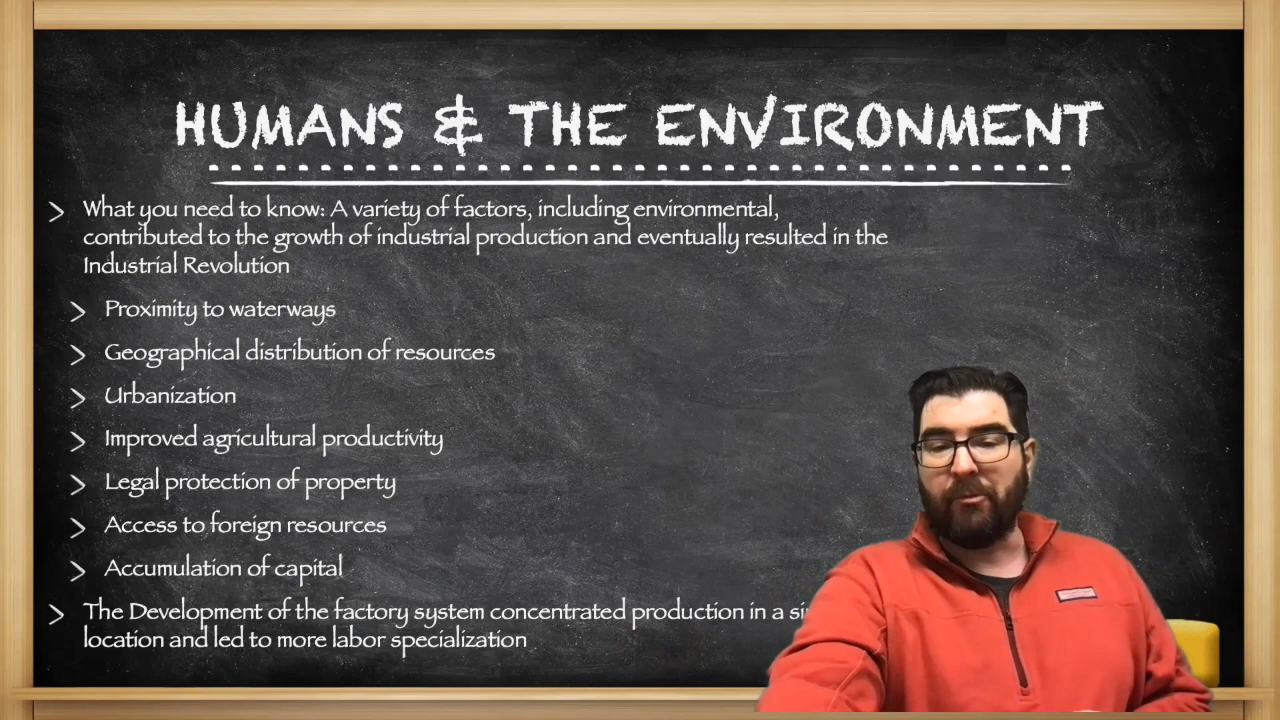 HUMANS & THE ENVIRONMENT
What you need to know: A variety of factors, including environmental,
contributed to the growth of industrial production and eventually resulted in the
Industrial Revolution
Proximity to waterways
Geographical distribution of resources
Urbanization
Improved agricultural productivity
Legal protection of property
Access to foreign resources
Accumulation of capital
The Development of the factory system concentrated production in a
location and led to more labor specialization